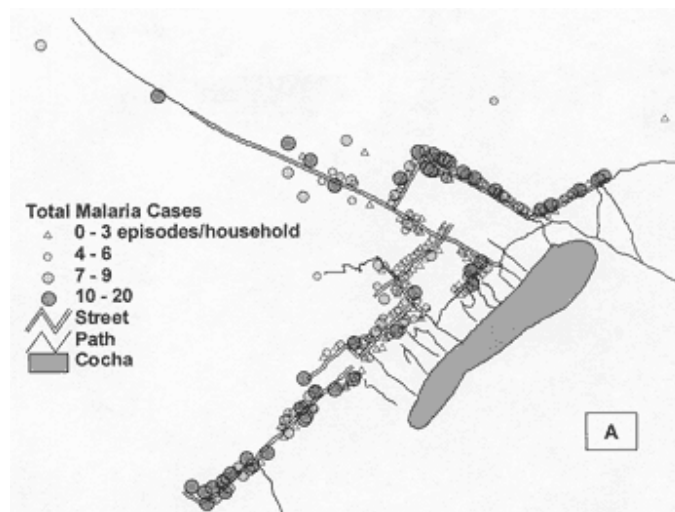 Total Malaria Cases
0 - 3 episodes/household
4 - 6
7 - 9
10 - 20
Street
Path
Cocha
A